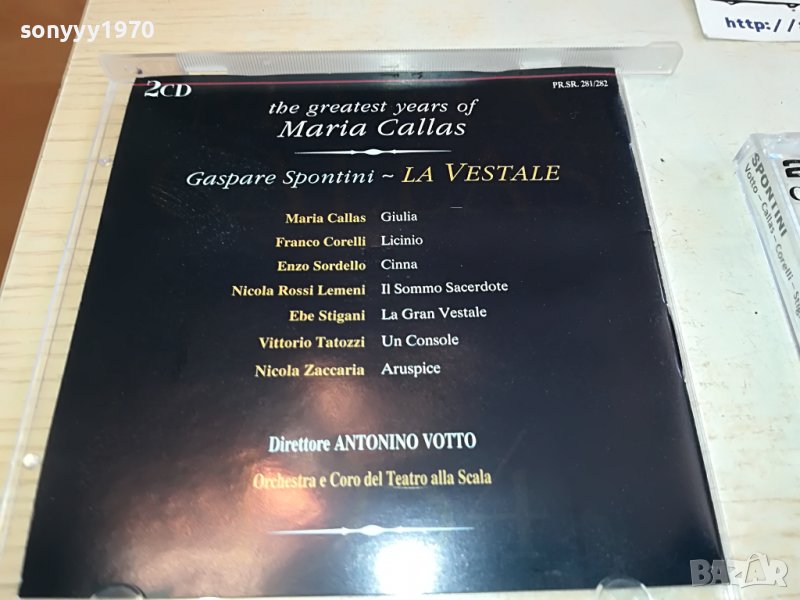 sonyyy1970
http://
2CD
PR.SR. 281/282
the greatest years of
Maria Callas
Gaspare Spontini ~ LA VESTALE
Maria Callas Giulia
Franco Corelli Licinio
Enzo Sordello Cinna
Nicola Rossi Lemeni Il Sommo Sacerdote
Ebe Stigani La Gran Vestale
Vittorio Tatozzi Un Console
Nicola Zaccaria Aruspice
Direttore ANTONINO VOTTO
Orchestra e Coro del Teatro alla Scala
SPONTINI
Votto - Callas - Corelli - Stig
BAZAR